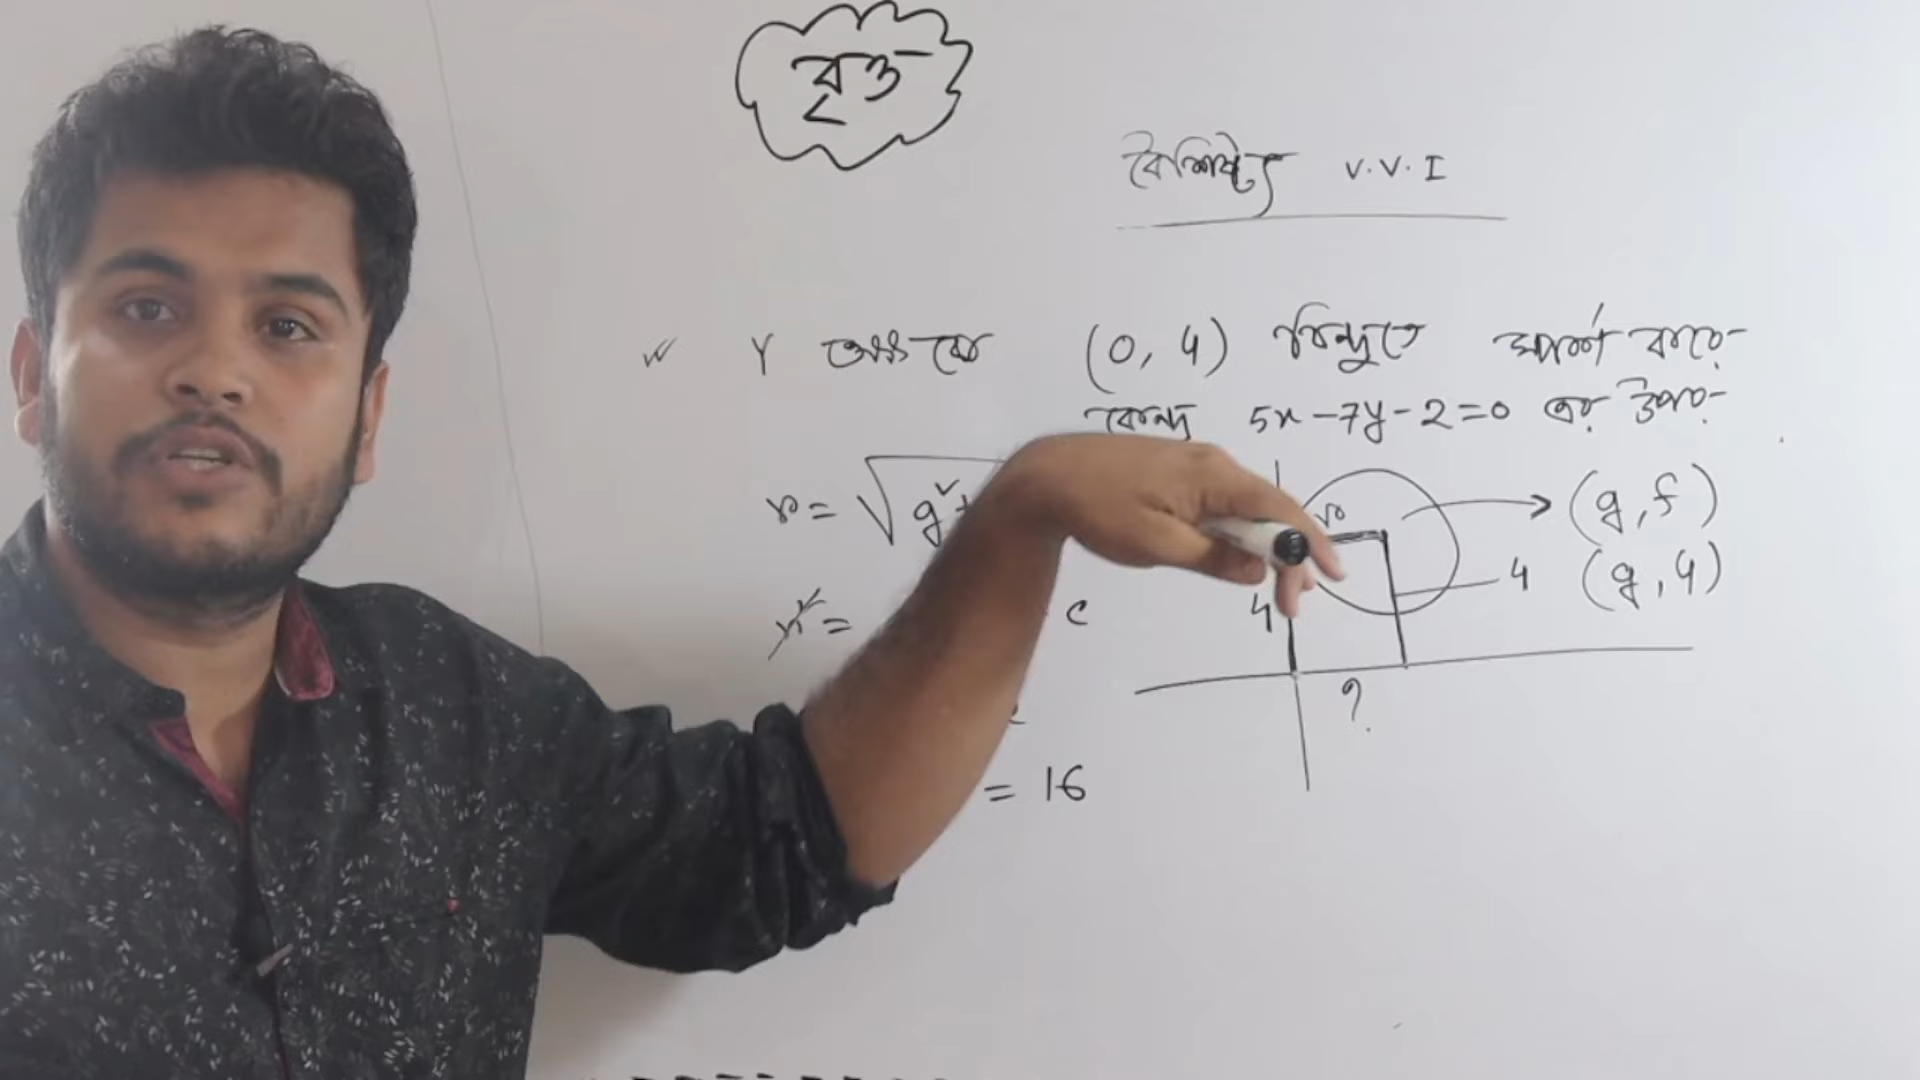 বৃত্ত
বৈশিষ্ট্য V.V.I
Y অক্ষকে (0, 4) বিন্দুতে স্পর্শ করে
কেন্দ্র 5x-7y-2=0 এর উপর
r = √g²+
r (g, f)
4 4 (g, 4)
r² = c
?
= 16